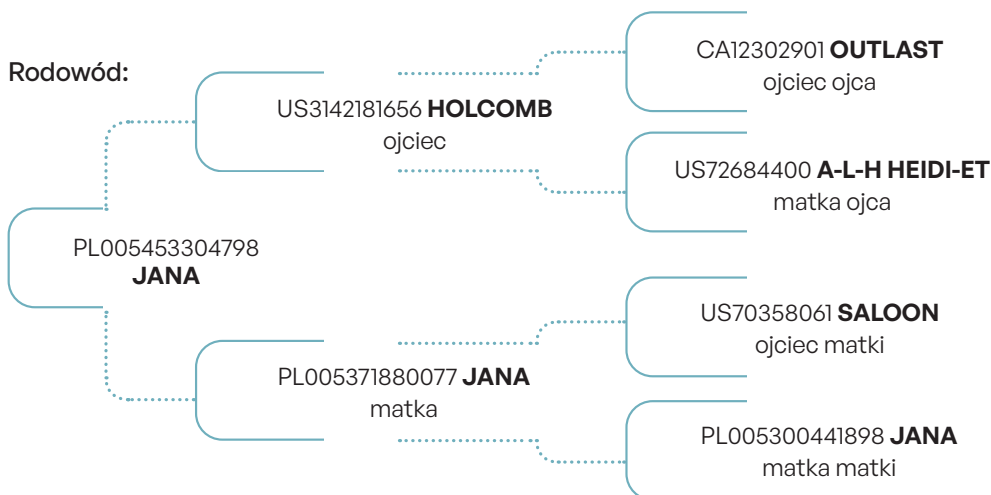 Rodowód:
CA12302901 OUTLAST
ojciec ojca
US3142181656 HOLCOMB
ojciec
US72684400 A-L-H HEIDI-ET
matka ojca
PL005453304798
JANA
US70358061 SALOON
ojciec matki
PL005371880077 JANA
matka
PL005300441898 JANA
matka matki